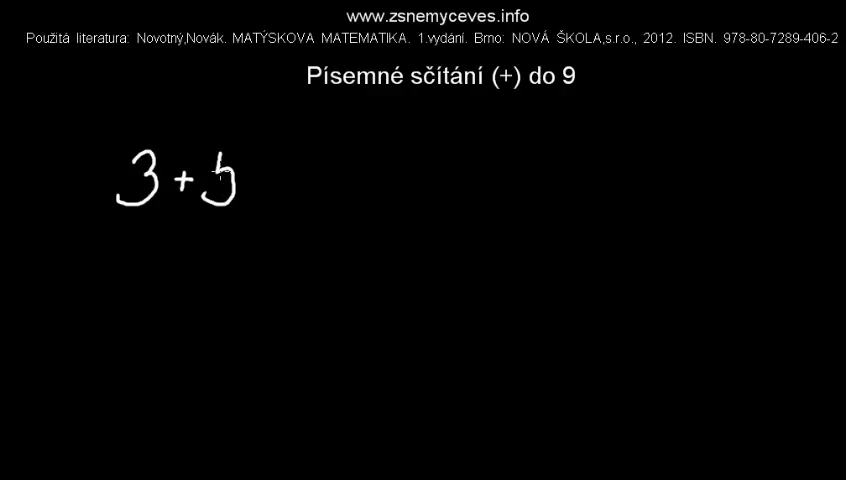 www.zsnemyceves.info
Použitá literatura: Novotný,Novák. MATÝSKOVA MATEMATIKA. 1.vydání. Brno: NOVÁ ŠKOLA,s.r.o., 2012. ISBN. 978-80-7289-406-2
Písemné sčítání (+) do 9
3 + 5